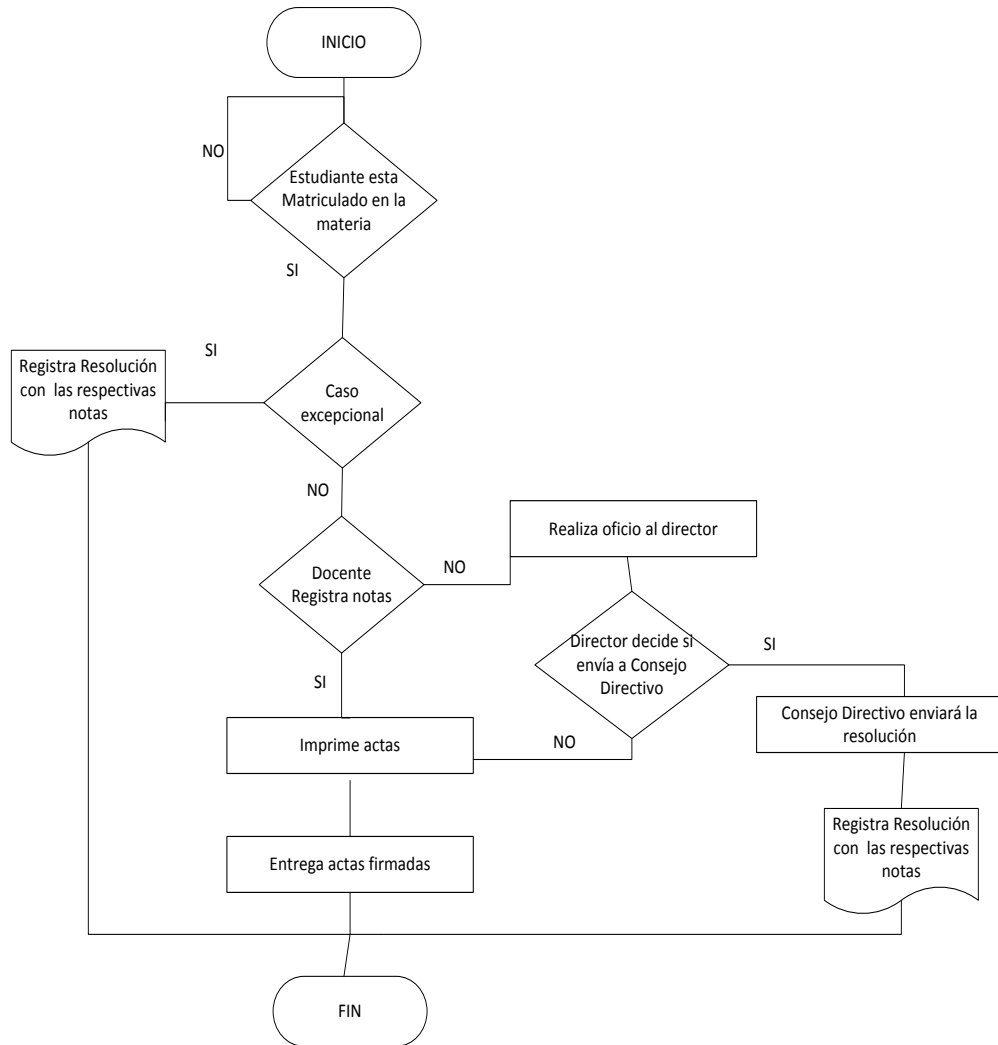 INICIO
NO
Estudiante esta
Matriculado en la
materia
SI
SI
Registra Resolución
con las respectivas
notas
Caso
excepcional
NO
Realiza oficio al director
Docente
Registra notas
NO
Director decide si
envía a Consejo
Directivo
SI
SI
Consejo Directivo enviará la
resolución
Imprime actas
NO
Registra Resolución
con las respectivas
notas
Entrega actas firmadas
FIN